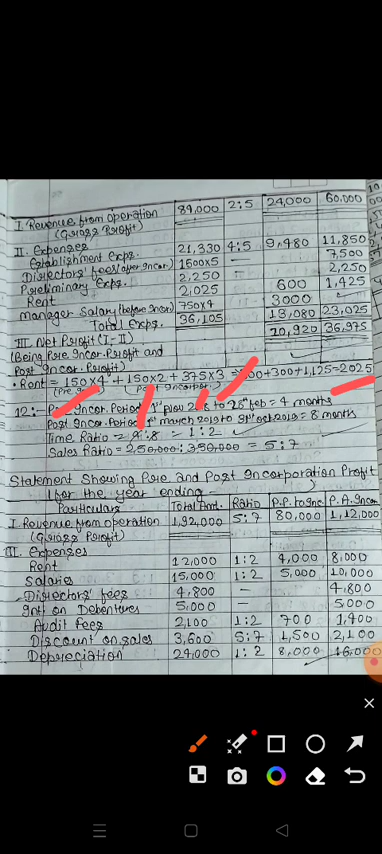 I. Revenue from operation 84,000 2:5 24,000 60,000
(Gross Profit)
II. Expenses
Establishment Exps. 21,330 4:5 9,480 11,850
Directors' fees (after Incor.) 1500x5 – 7,500
Preliminary Exp. 2,250 – 2,250
Rent 2,025 600 1,425
Manager Salary (before Incor.) 750x4 3000
Total Exps. 36,105 13,080 23,025
III. Net Profit (I-II) 10,920 36,975
(Being Pre Incor. Profit and
Post Incor. Profit)
• Rent = 150x4 + 150x2 + 375x3 = 600+300+1,125=2025
(Pre Incor.) (Post Incorpor.)
12:- Pre Incor. Period 1st Nov 28th Feb = 4 months
Post Incor. Period 1st March 2019 to 31st Oct 2019 = 8 months
Time Ratio = 4:8 = 1:2
Sales Ratio = 2,50,000 : 3,50,000 = 5:7
Statement Showing Pre and Post Incorporation Profit
(for the year ending
Particulars Total Amt. Ratio P.P. to Inc. P.A. Incor.
I. Revenue from operation 1,92,000 5:7 80,000 1,12,000
(Gross Profit)
II. Expenses
Rent 12,000 1:2 4,000 8,000
Salaries 15,000 1:2 5,000 10,000
Directors' fees 4,800 – 4,800
Int on Debentures 5,000 – 5,000
Audit Fees 2,100 1:2 700 1,400
Discount on sales 3,600 5:7 1,500 2,100
Depreciation 24,000 1:2 8,000 16,000